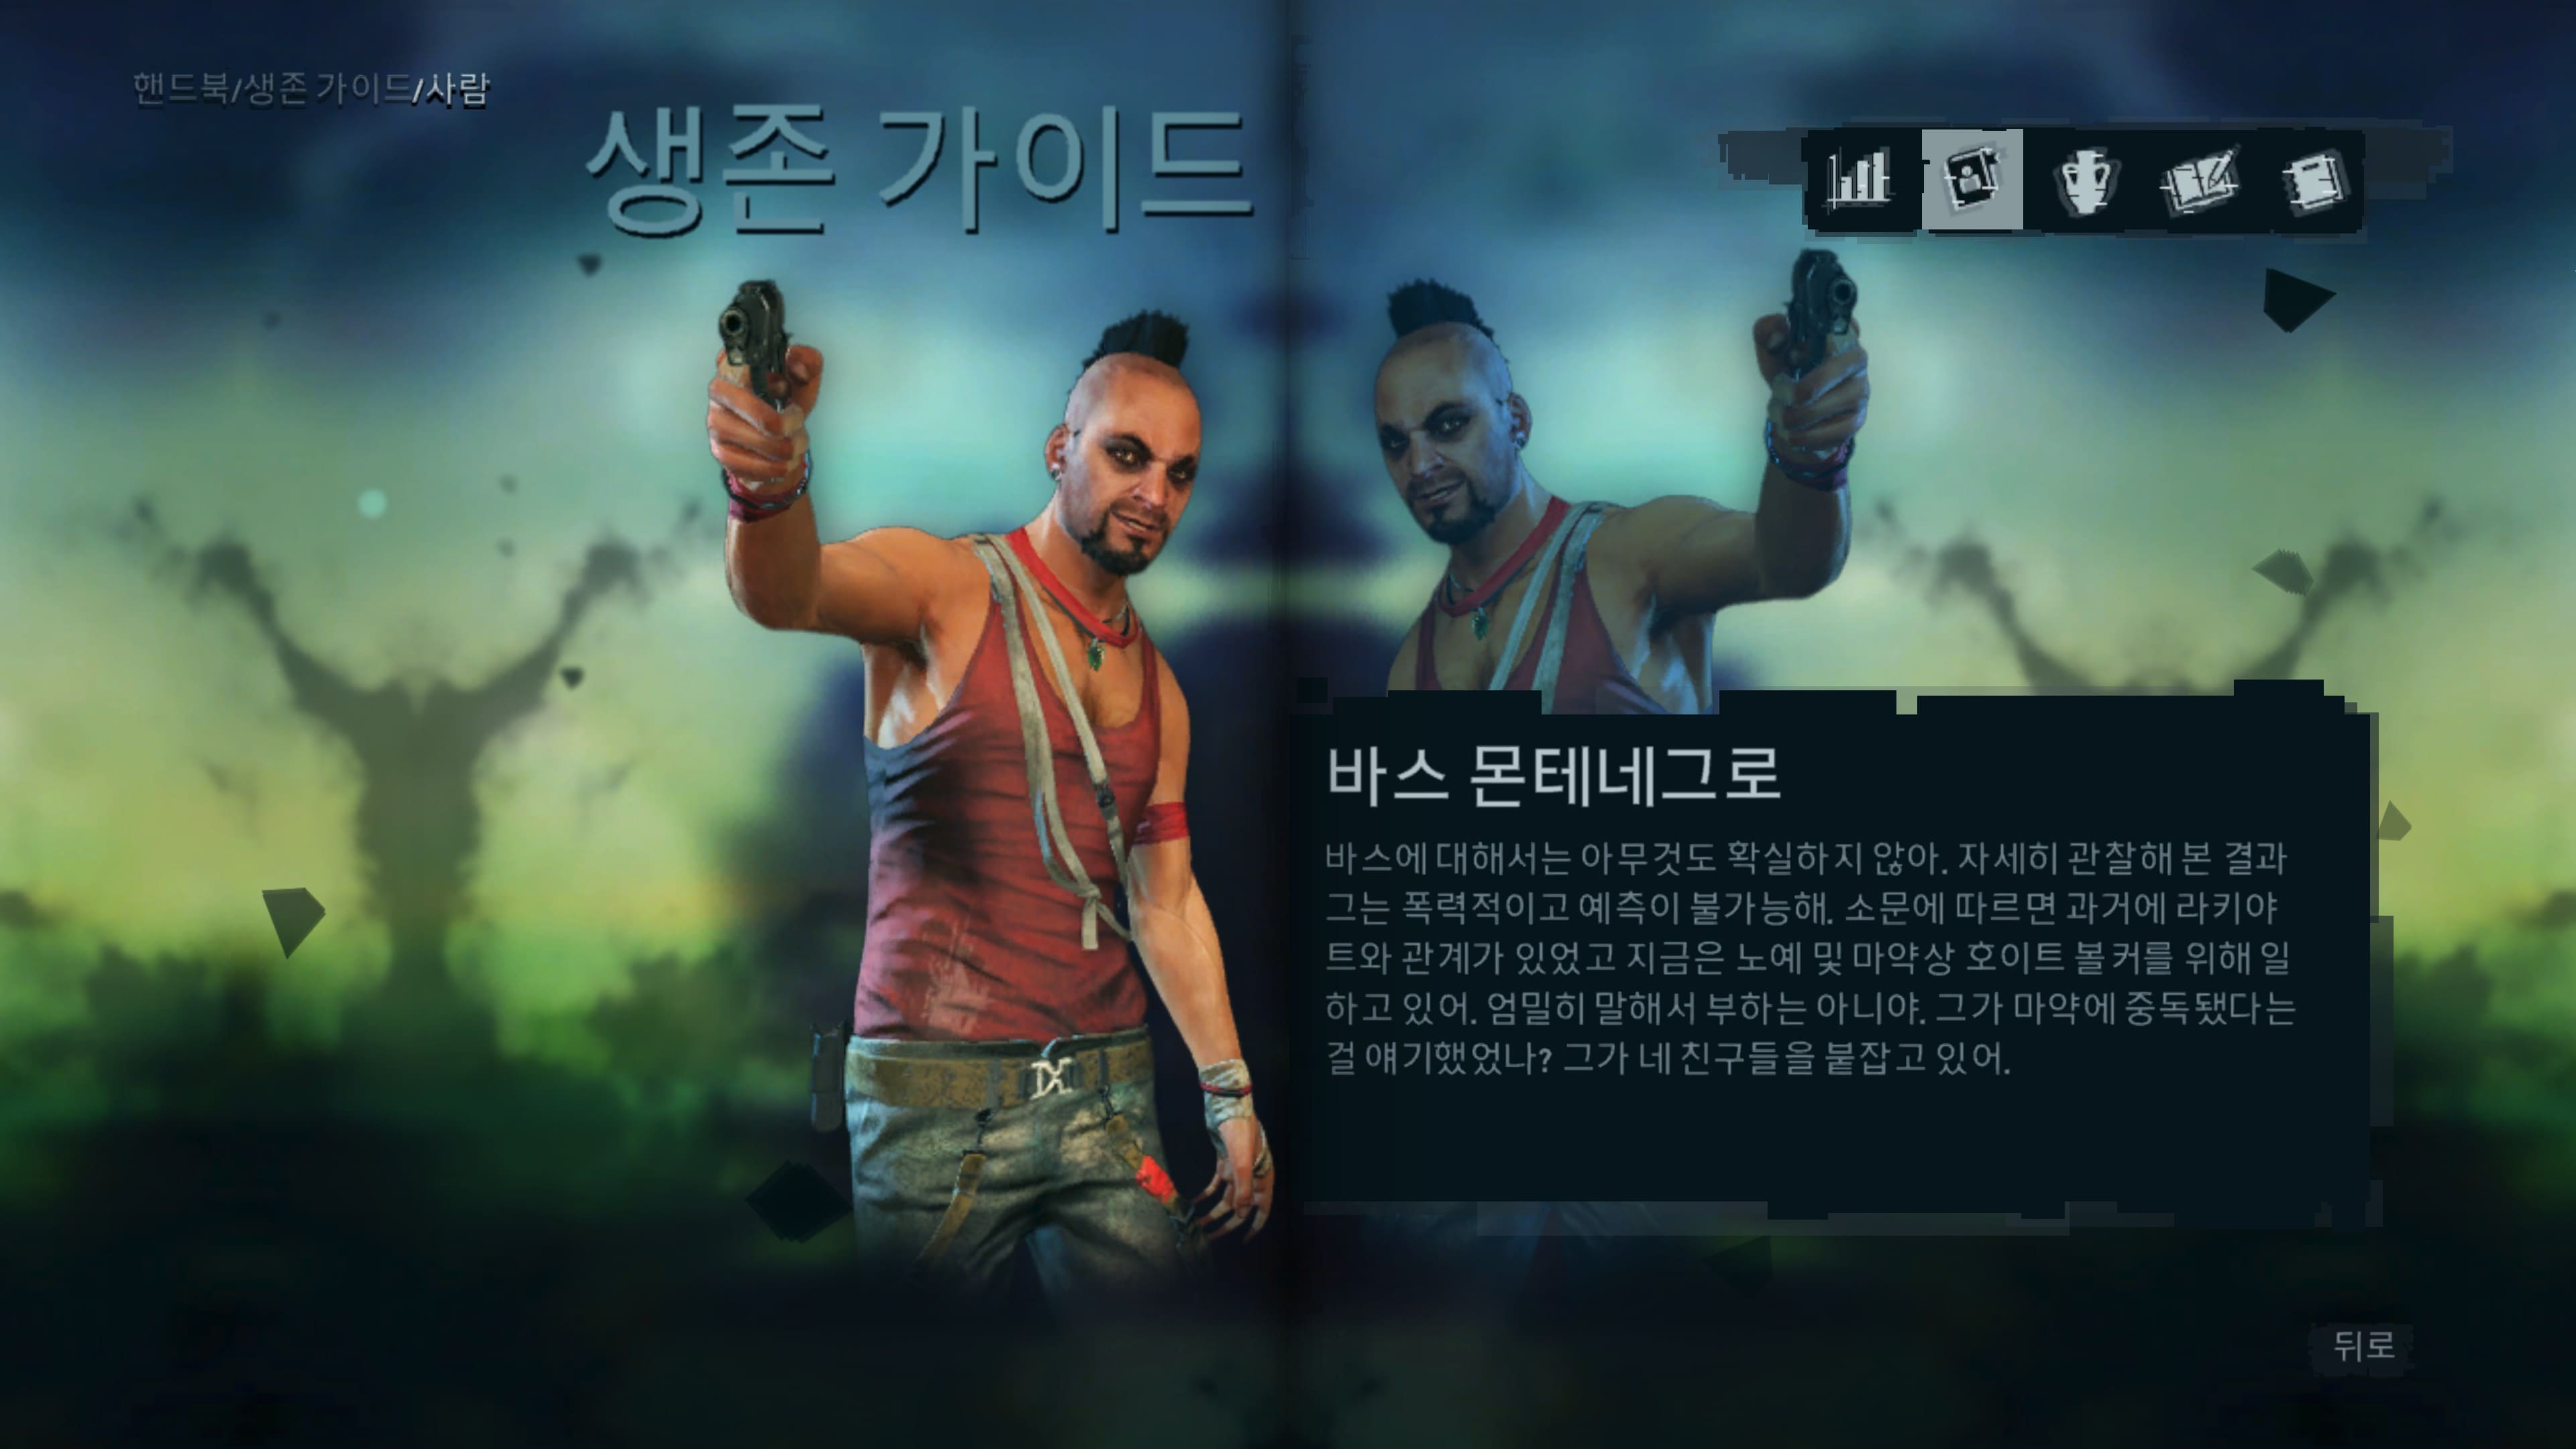 핸드북/생존 가이드/사람
생존 가이드
바스 몬테네그로
바스에 대해서는 아무것도 확실하지 않아. 자세히 관찰해 본 결과
그는 폭력적이고 예측이 불가능해. 소문에 따르면 과거에 라키야
트와 관계가 있었고 지금은 노예 및 마약상 호이트 볼커를 위해 일
하고 있어. 엄밀히 말해서 부하는 아니야. 그가 마약에 중독됐다는
걸 얘기했었나? 그가 네 친구들을 붙잡고 있어.
뒤로